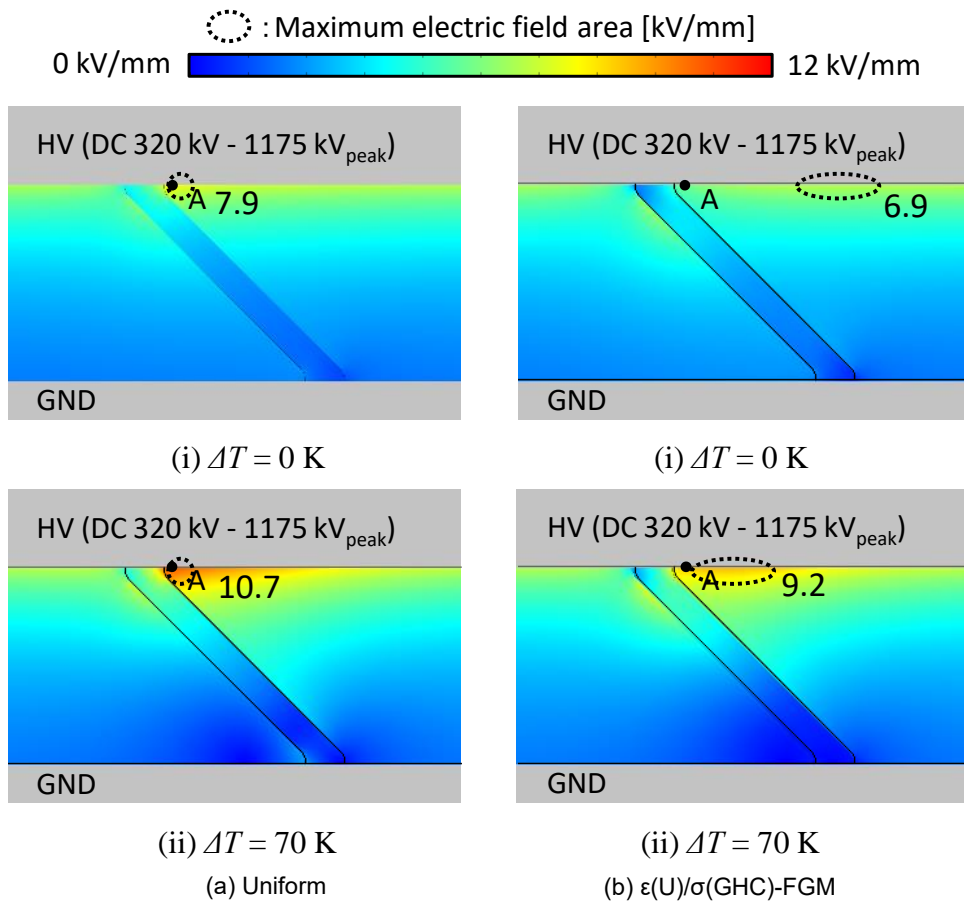 : Maximum electric field area [kV/mm]
0 kV/mm 12 kV/mm
HV (DC 320 kV - 1175 kVpeak)
A 7.9
GND
(i) ΔT = 0 K
HV (DC 320 kV - 1175 kVpeak)
A
6.9
GND
(i) ΔT = 0 K
HV (DC 320 kV - 1175 kVpeak)
A 10.7
GND
(ii) ΔT = 70 K
(a) Uniform
HV (DC 320 kV - 1175 kVpeak)
A 9.2
GND
(ii) ΔT = 70 K
(b) ε(U)/σ(GHC)-FGM